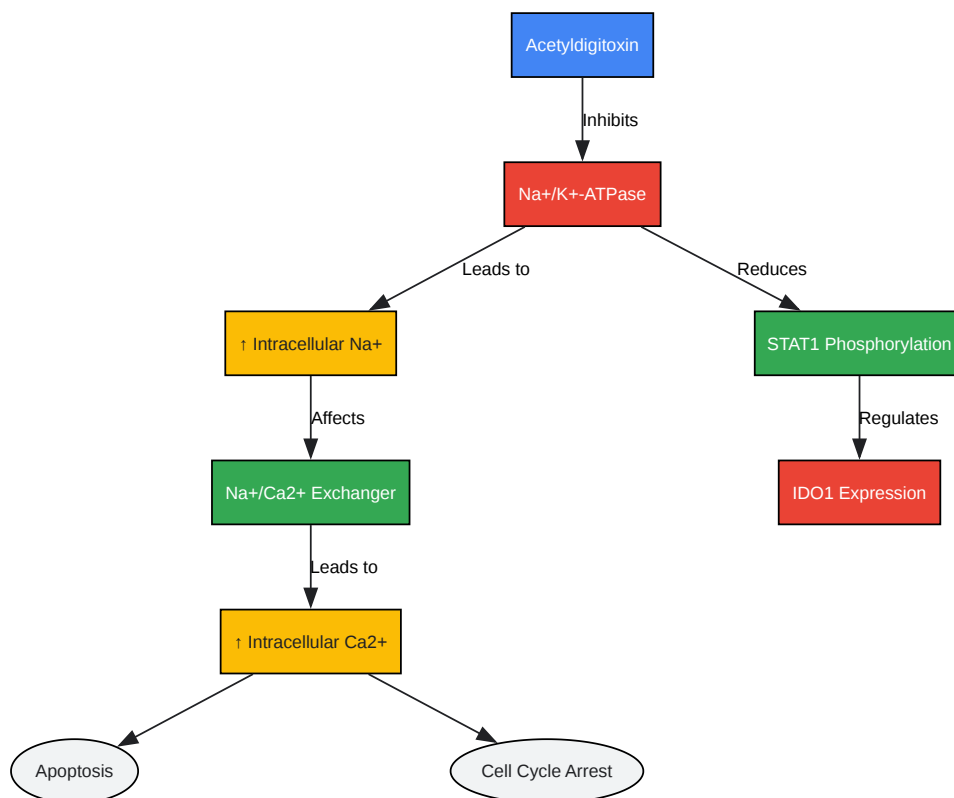 Acetyldigitoxin
Inhibits
Na+/K+-ATPase
Leads to
Reduces
↑ Intracellular Na+
STAT1 Phosphorylation
Affects
Regulates
Na+/Ca2+ Exchanger
IDO1 Expression
Leads to
↑ Intracellular Ca2+
Apoptosis
Cell Cycle Arrest